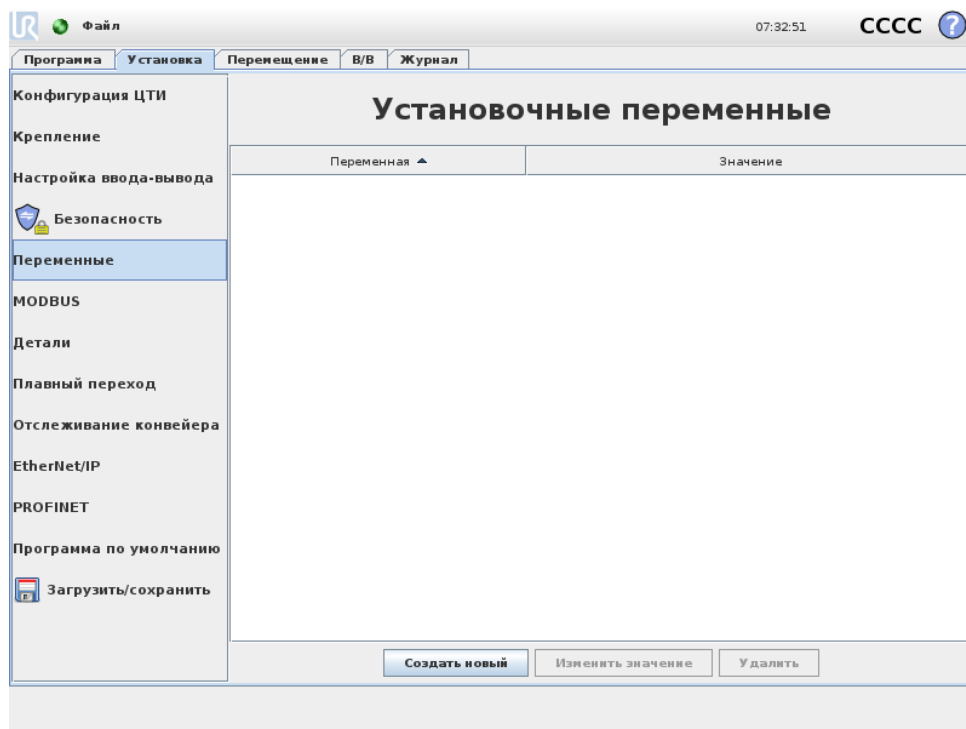 UR Файл 07:32:51 CCCC ?
Программа Установка Перемещение В/В Журнал
Конфигурация ЦТИ
Крепление
Настройка ввода-вывода
Безопасность
Переменные
MODBUS
Детали
Плавный переход
Отслеживание конвейера
EtherNet/IP
PROFINET
Программа по умолчанию
Загрузить/сохранить
Установочные переменные
Переменная Значение
Создать новый Изменить значение Удалить